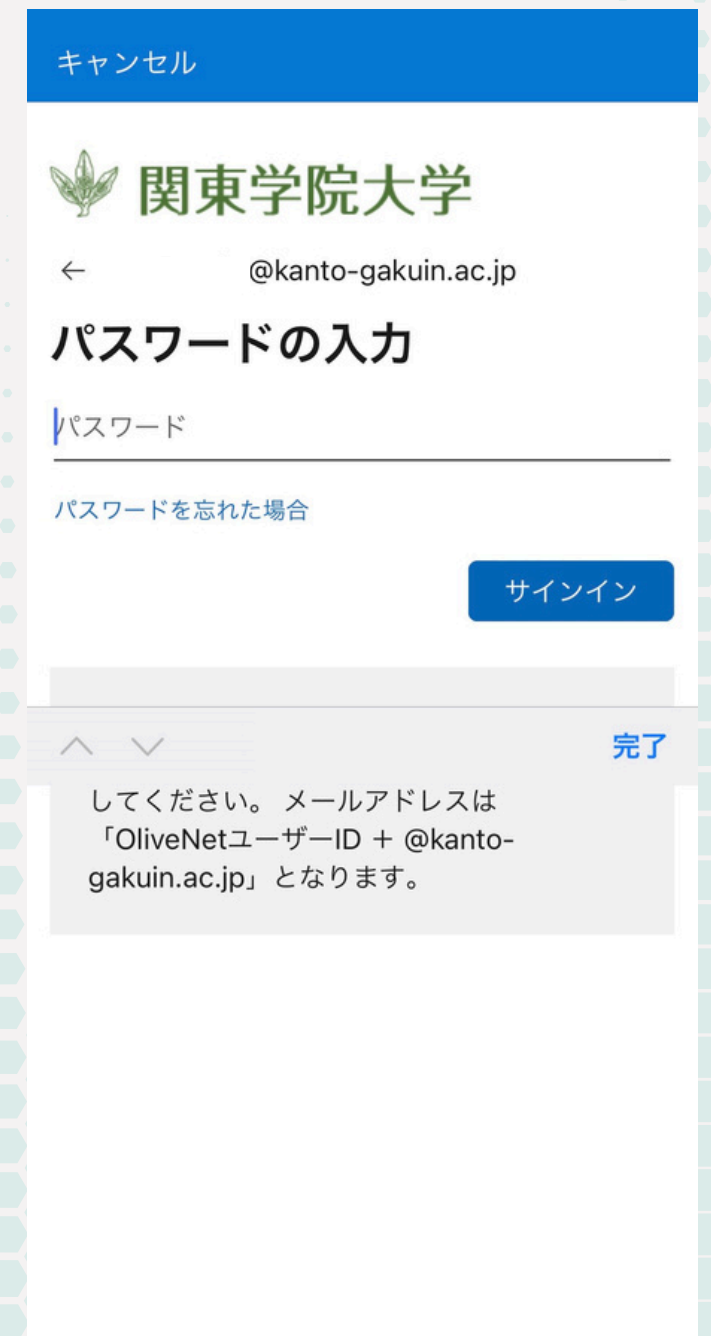 キャンセル
関東学院大学
@kanto-gakuin.ac.jp
パスワードの入力
パスワード
パスワードを忘れた場合
サインイン
完了
してください。 メールアドレスは
「OliveNetユーザーID + @kanto-
gakuin.ac.jp」となります。